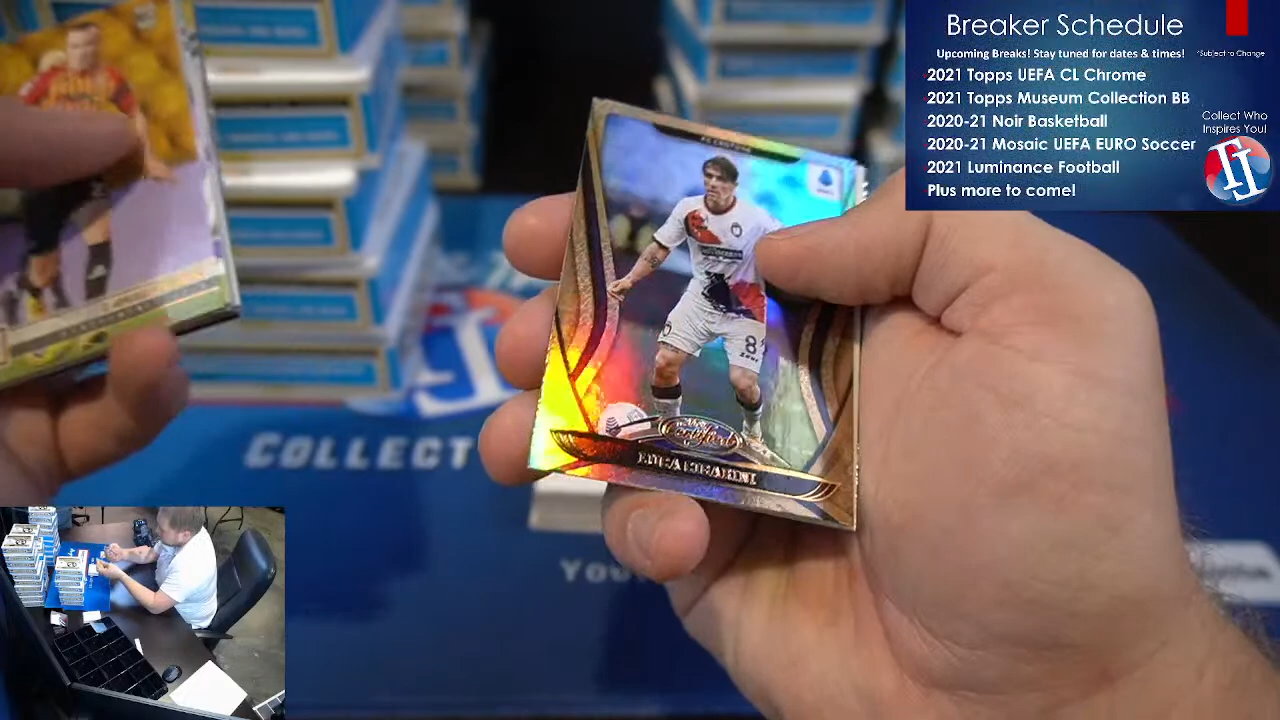 Breaker Schedule
Upcoming Breaks! Stay tuned for dates & times!
*Subject to Change
2021 Topps UEFA CL Chrome
2021 Topps Museum Collection BB
2020-21 Noir Basketball
2020-21 Mosaic UEFA EURO Soccer
2021 Luminance Football
Plus more to come!
Collect Who
Inspires You!
Certified
8
COLLECT